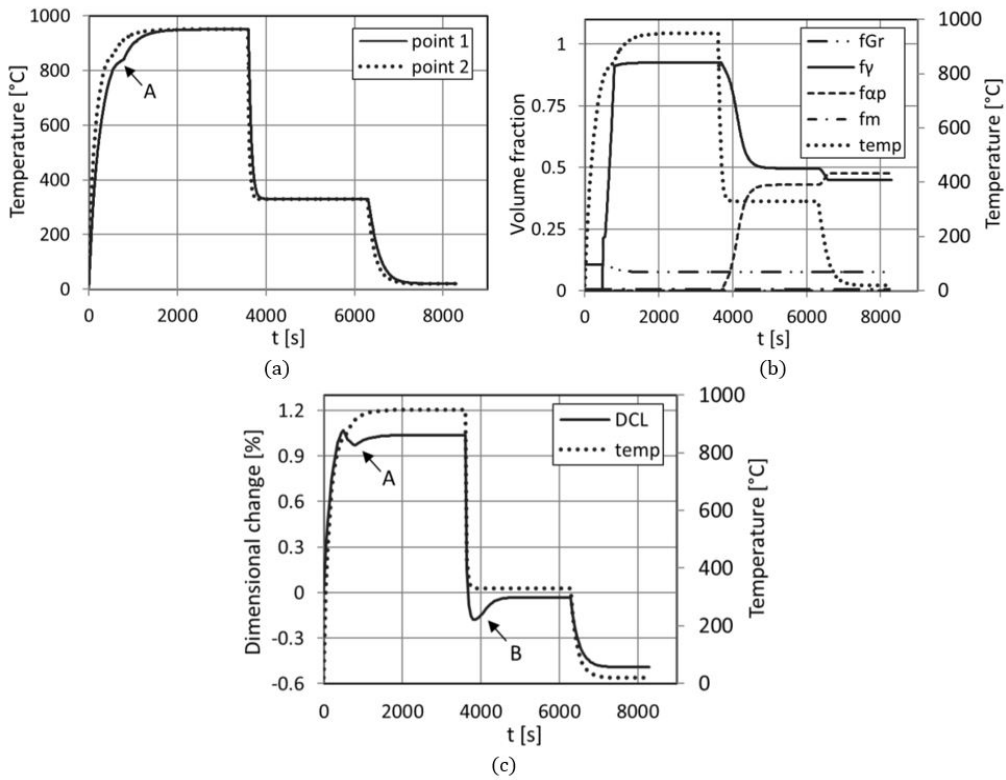 1000
800
600
400
200
0
Temperature [°C]
point 1
point 2
A
0 2000 4000 6000 8000
t [s]
(a)
1
0.75
0.5
0.25
0
Volume fraction
fGr
fγ
fαp
fm
temp
1000
800
600
400
200
0
Temperature [°C]
0 2000 4000 6000 8000
t [s]
(b)
1.2
0.9
0.6
0.3
0
-0.3
-0.6
Dimensional change [%]
DCL
temp
A
B
1000
800
600
400
200
0
Temperature [°C]
0 2000 4000 6000 8000
t [s]
(c)